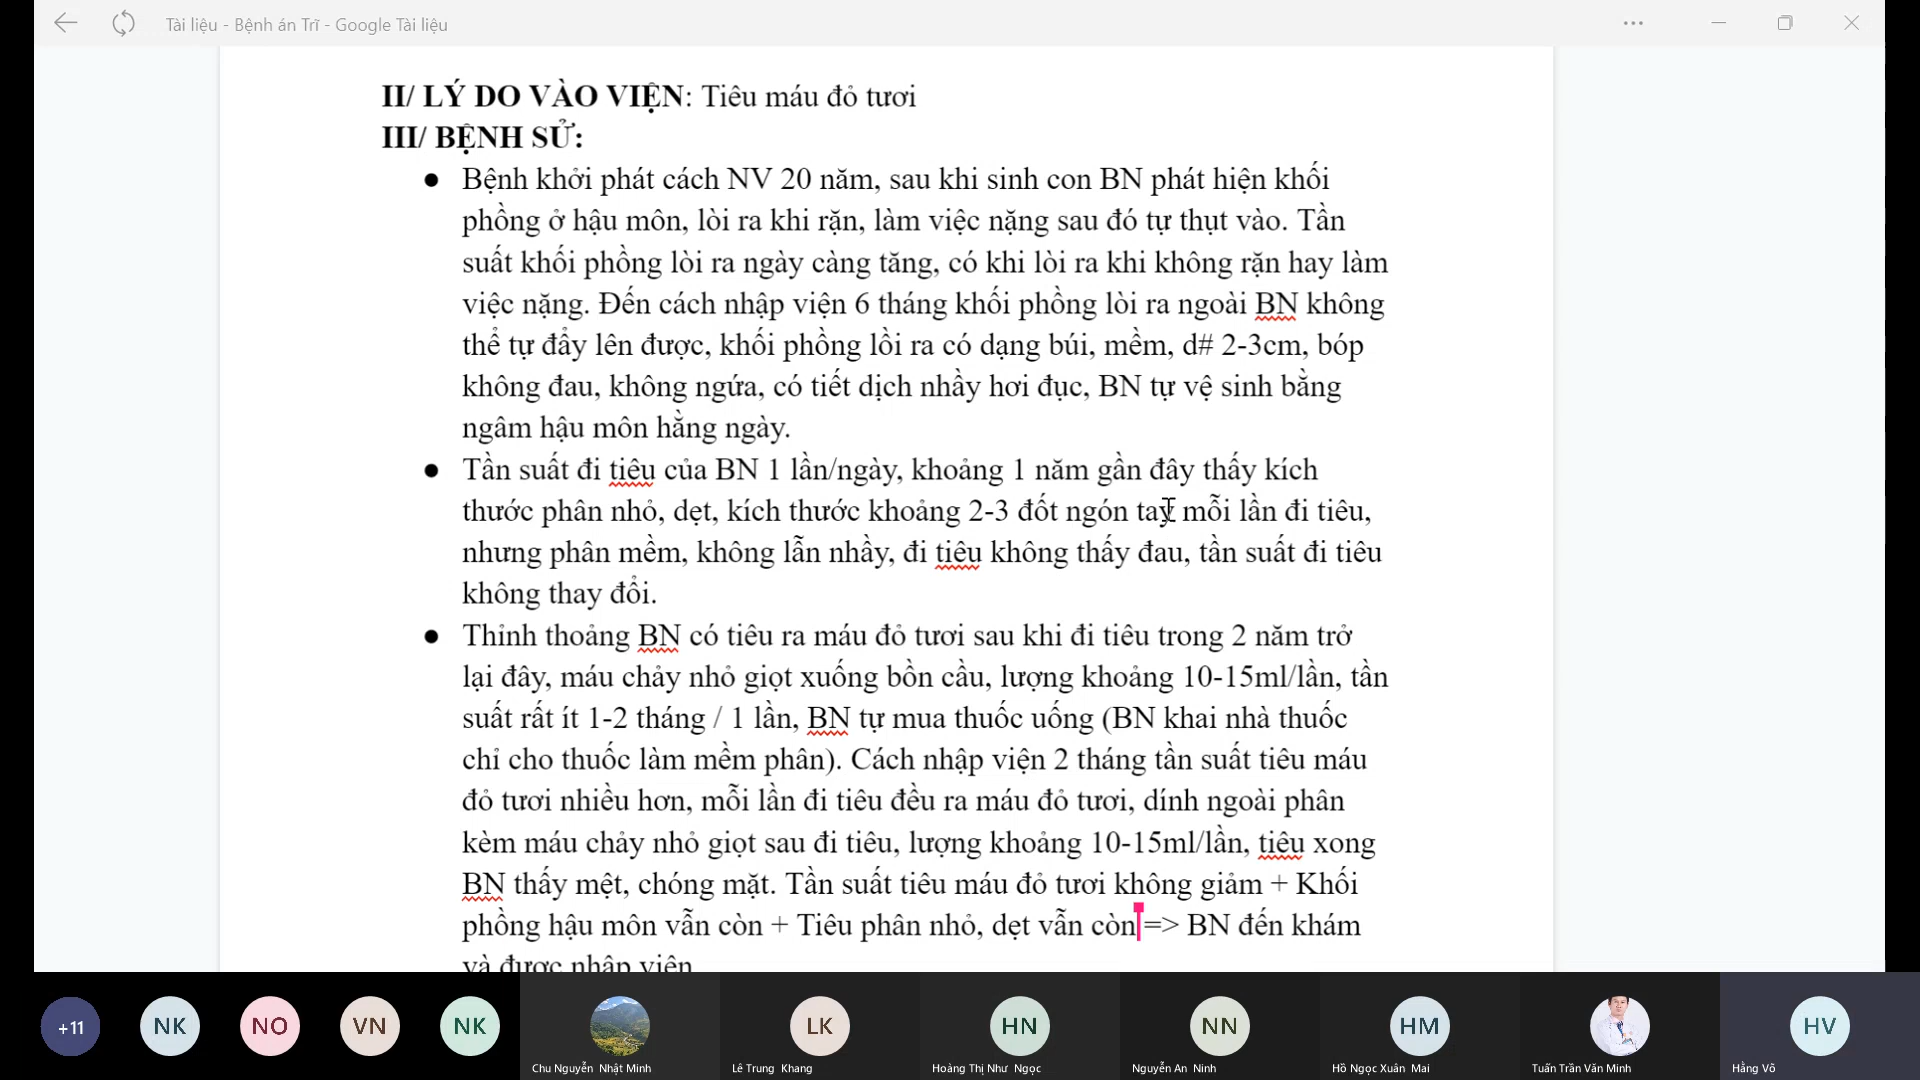 Tài liệu - Bệnh án Trĩ - Google Tài liệu
II/ LÝ DO VÀO VIỆN: Tiêu máu đỏ tươi
III/ BỆNH SỬ:
● Bệnh khởi phát cách NV 20 năm, sau khi sinh con BN phát hiện khối
phồng ở hậu môn, lòi ra khi rặn, làm việc nặng sau đó tự thụt vào. Tần
suất khối phồng lòi ra ngày càng tăng, có khi lòi ra khi không rặn hay làm
việc nặng. Đến cách nhập viện 6 tháng khối phồng lòi ra ngoài BN không
thể tự đẩy lên được, khối phồng lồi ra có dạng búi, mềm, d# 2-3cm, bóp
không đau, không ngứa, có tiết dịch nhầy hơi đục, BN tự vệ sinh bằng
ngâm hậu môn hằng ngày.
● Tần suất đi tiêu của BN 1 lần/ngày, khoảng 1 năm gần đây thấy kích
thước phân nhỏ, dẹt, kích thước khoảng 2-3 đốt ngón tay mỗi lần đi tiêu,
nhưng phân mềm, không lẫn nhầy, đi tiêu không thấy đau, tần suất đi tiêu
không thay đổi.
● Thỉnh thoảng BN có tiêu ra máu đỏ tươi sau khi đi tiêu trong 2 năm trở
lại đây, máu chảy nhỏ giọt xuống bồn cầu, lượng khoảng 10-15ml/lần, tần
suất rất ít 1-2 tháng / 1 lần, BN tự mua thuốc uống (BN khai nhà thuốc
chỉ cho thuốc làm mềm phân). Cách nhập viện 2 tháng tần suất tiêu máu
đỏ tươi nhiều hơn, mỗi lần đi tiêu đều ra máu đỏ tươi, dính ngoài phân
kèm máu chảy nhỏ giọt sau đi tiêu, lượng khoảng 10-15ml/lần, tiêu xong
BN thấy mệt, chóng mặt. Tần suất tiêu máu đỏ tươi không giảm + Khối
phồng hậu môn vẫn còn + Tiêu phân nhỏ, dẹt vẫn còn => BN đến khám
và được nhập viện
+11 NK NO VN NK LK HN NN HM HV
Chu Nguyễn Nhật Minh Lê Trung Khang Hoàng Thị Như Ngọc Nguyễn An Ninh Hồ Ngọc Xuân Mai Tuấn Trần Văn Minh Hằng Võ